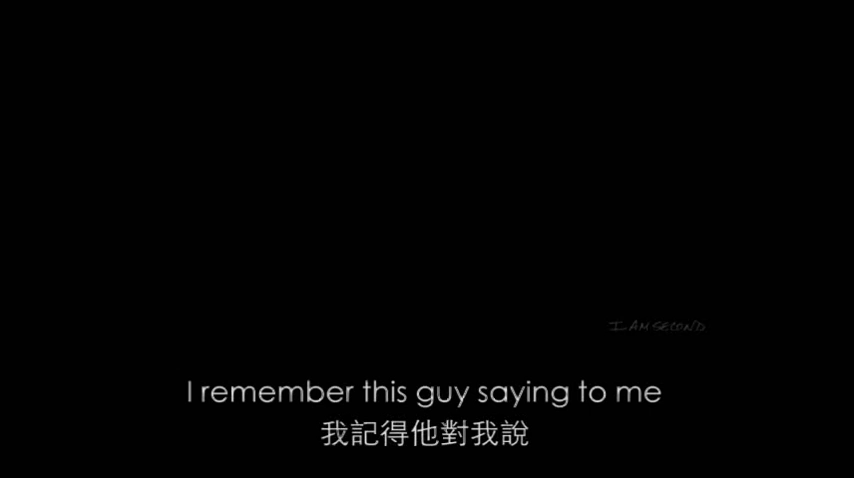 I AM SECOND
I remember this guy saying to me
我記得他對我說